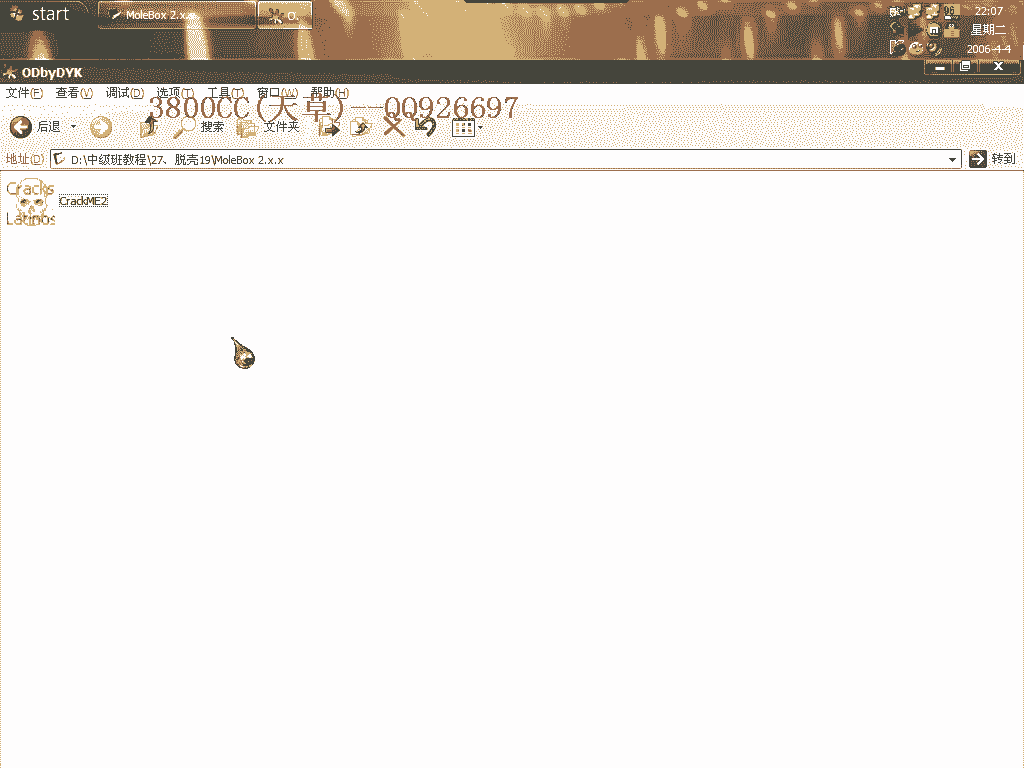 start
MoleBox 2.x.x
O.
96
22:07
星期二
2006-4-4
ODbyDYK
文件(F) 查看(V) 调试(D) 选项(T) 工具(T) 窗口(W) 帮助(H)
3800CC(天草)--QQ926697
后退 搜索 文件夹
地址(D) D:\中级班教程\27、脱壳19\MoleBox 2.x.x 转到
Cracks
CrackME2
Latinos